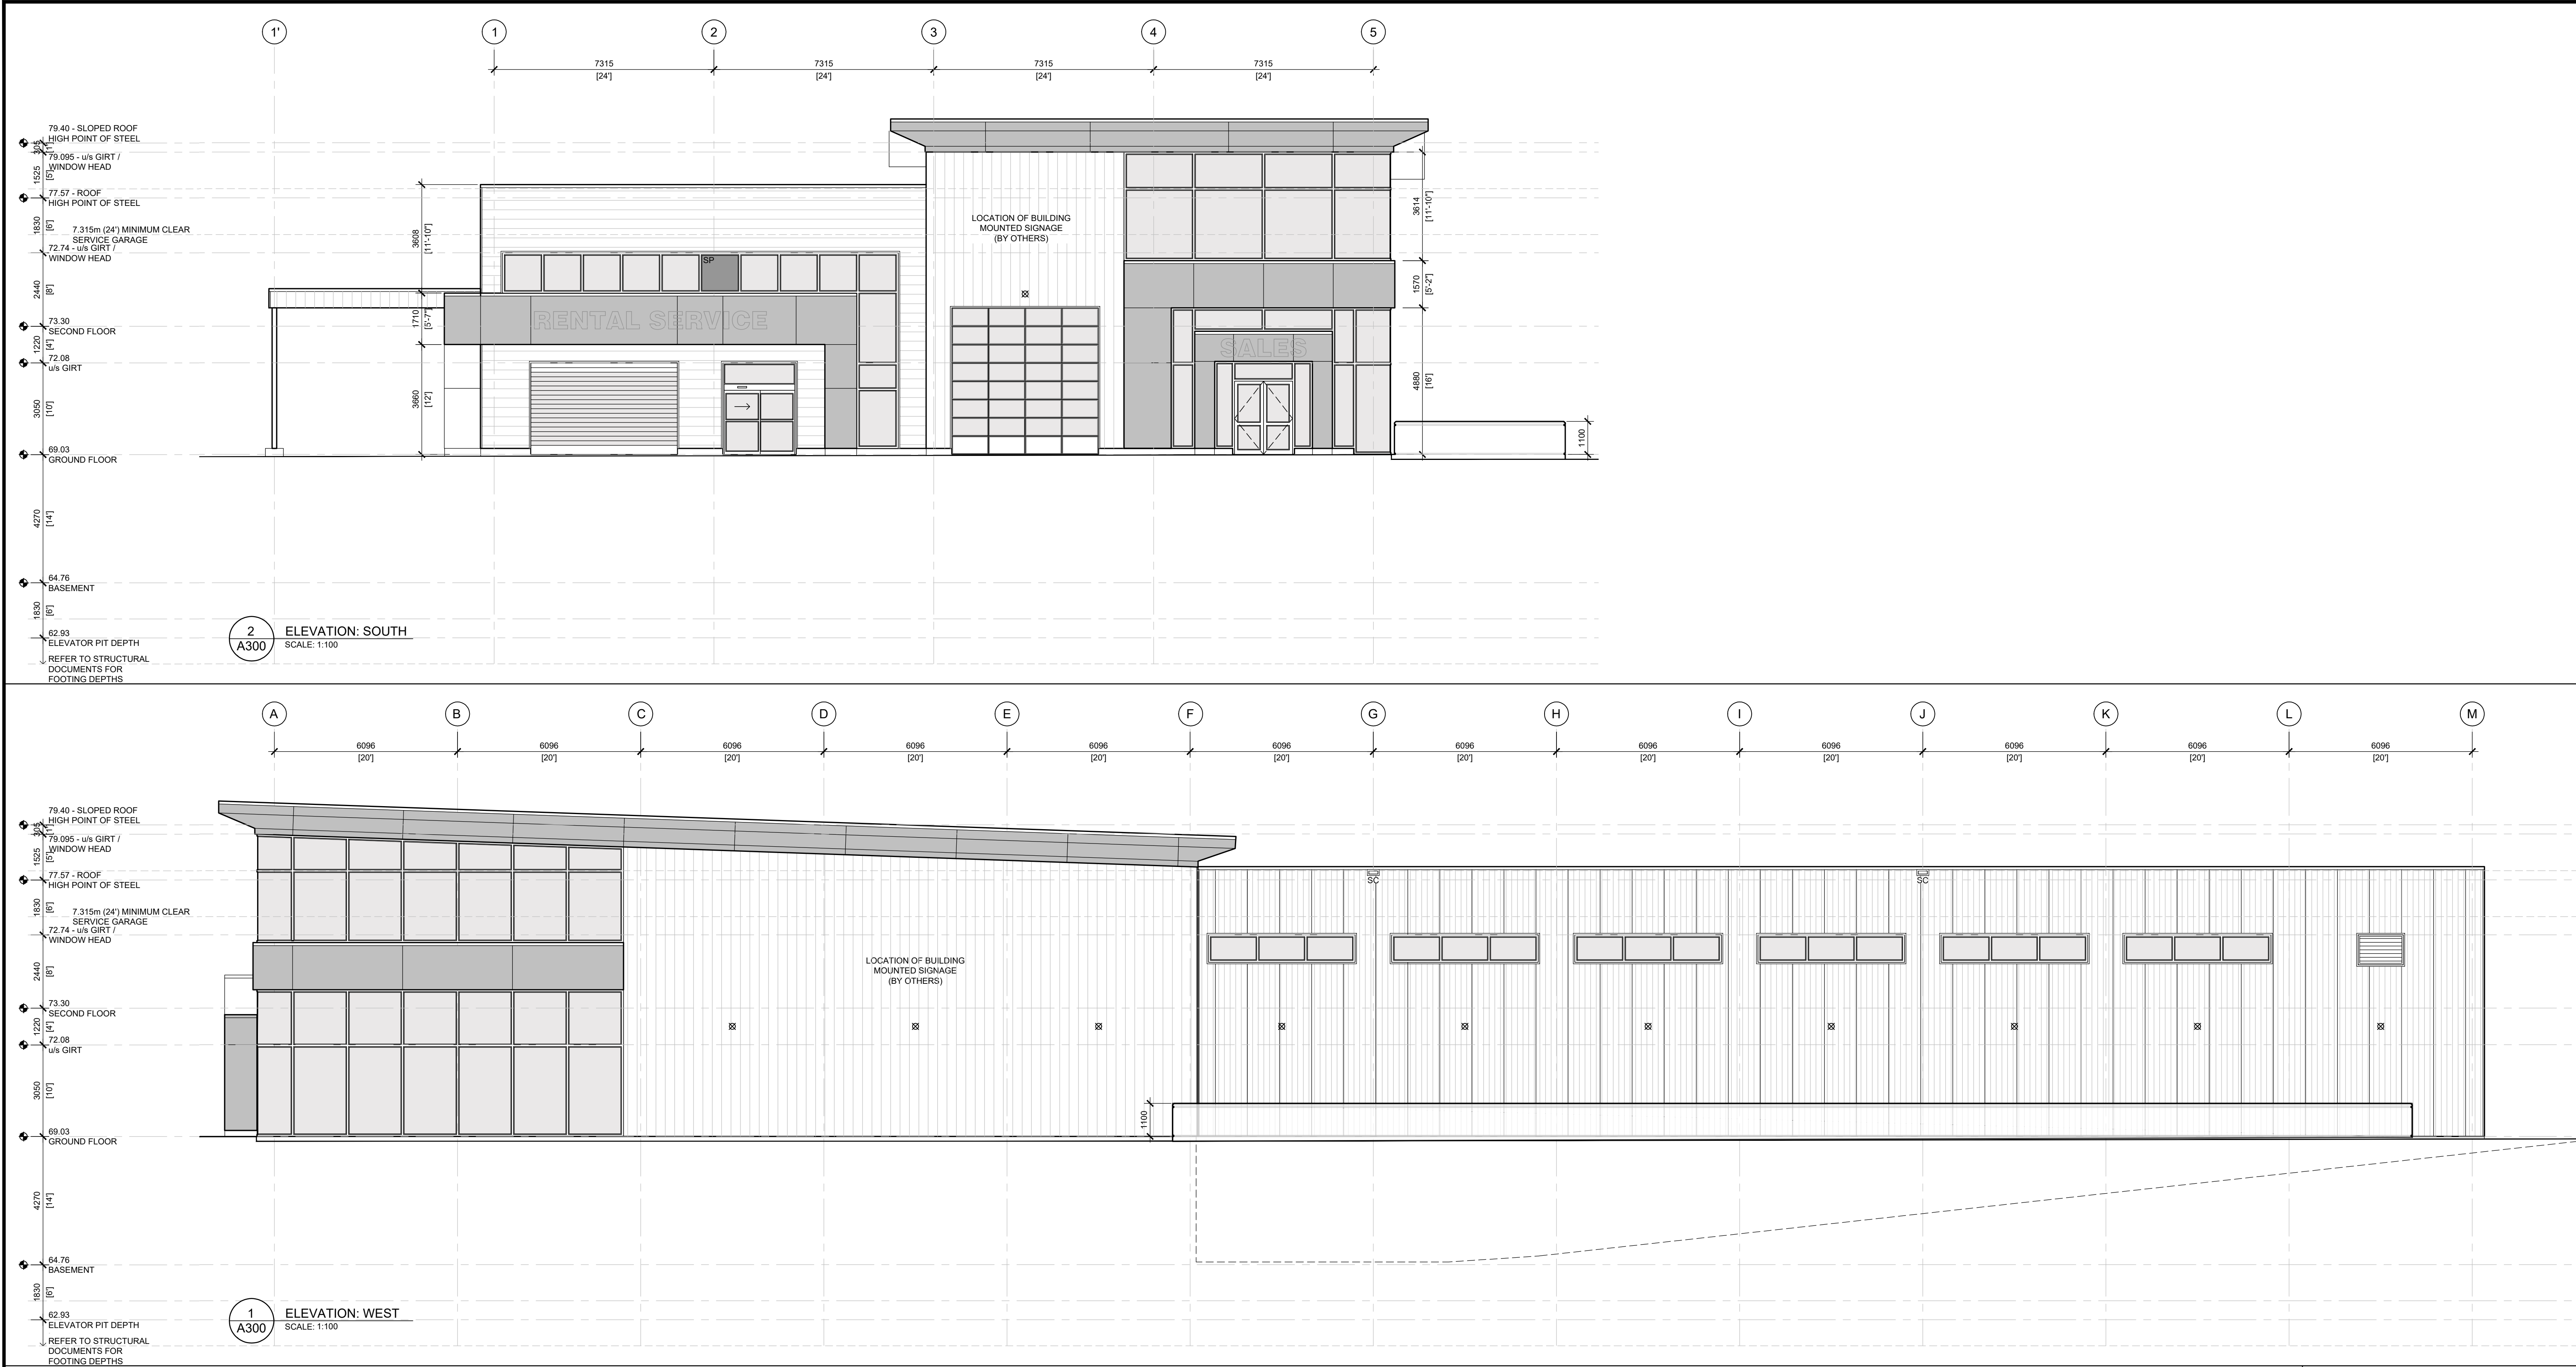 1' 1 2 3 4 5
7315 7315 7315 7315
[24'] [24'] [24'] [24']
79.40 - SLOPED ROOF
HIGH POINT OF STEEL
305 [1']
79.095 - u/s GIRT /
WINDOW HEAD
1525 [5']
77.57 - ROOF
HIGH POINT OF STEEL
1830 [6']
7.315m (24') MINIMUM CLEAR
SERVICE GARAGE
72.74 - u/s GIRT /
WINDOW HEAD
2440 [8']
73.30
SECOND FLOOR
1220 [4']
72.08
u/s GIRT
3050 [10']
69.03
GROUND FLOOR
4270 [14']
64.76
BASEMENT
1830 [6']
62.93
ELEVATOR PIT DEPTH
REFER TO STRUCTURAL
DOCUMENTS FOR
FOOTING DEPTHS
3608 [11'-10"]
1710 [5'-7"]
3660 [12']
SP
RENTAL SERVICE
LOCATION OF BUILDING
MOUNTED SIGNAGE
(BY OTHERS)
SALES
3614 [11'-10"]
1570 [5'-2"]
4880 [16']
1100
2
A300
ELEVATION: SOUTH
SCALE: 1:100
A B C D E F G H I J K L M
6096 6096 6096 6096 6096 6096 6096 6096 6096 6096 6096 6096
[20'] [20'] [20'] [20'] [20'] [20'] [20'] [20'] [20'] [20'] [20'] [20']
79.40 - SLOPED ROOF
HIGH POINT OF STEEL
305 [1']
79.095 - u/s GIRT /
WINDOW HEAD
1525 [5']
77.57 - ROOF
HIGH POINT OF STEEL
1830 [6']
7.315m (24') MINIMUM CLEAR
SERVICE GARAGE
72.74 - u/s GIRT /
WINDOW HEAD
2440 [8']
73.30
SECOND FLOOR
1220 [4']
72.08
u/s GIRT
3050 [10']
69.03
GROUND FLOOR
4270 [14']
64.76
BASEMENT
1830 [6']
62.93
ELEVATOR PIT DEPTH
REFER TO STRUCTURAL
DOCUMENTS FOR
FOOTING DEPTHS
LOCATION OF BUILDING
MOUNTED SIGNAGE
(BY OTHERS)
SC SC
1100
1
A300
ELEVATION: WEST
SCALE: 1:100